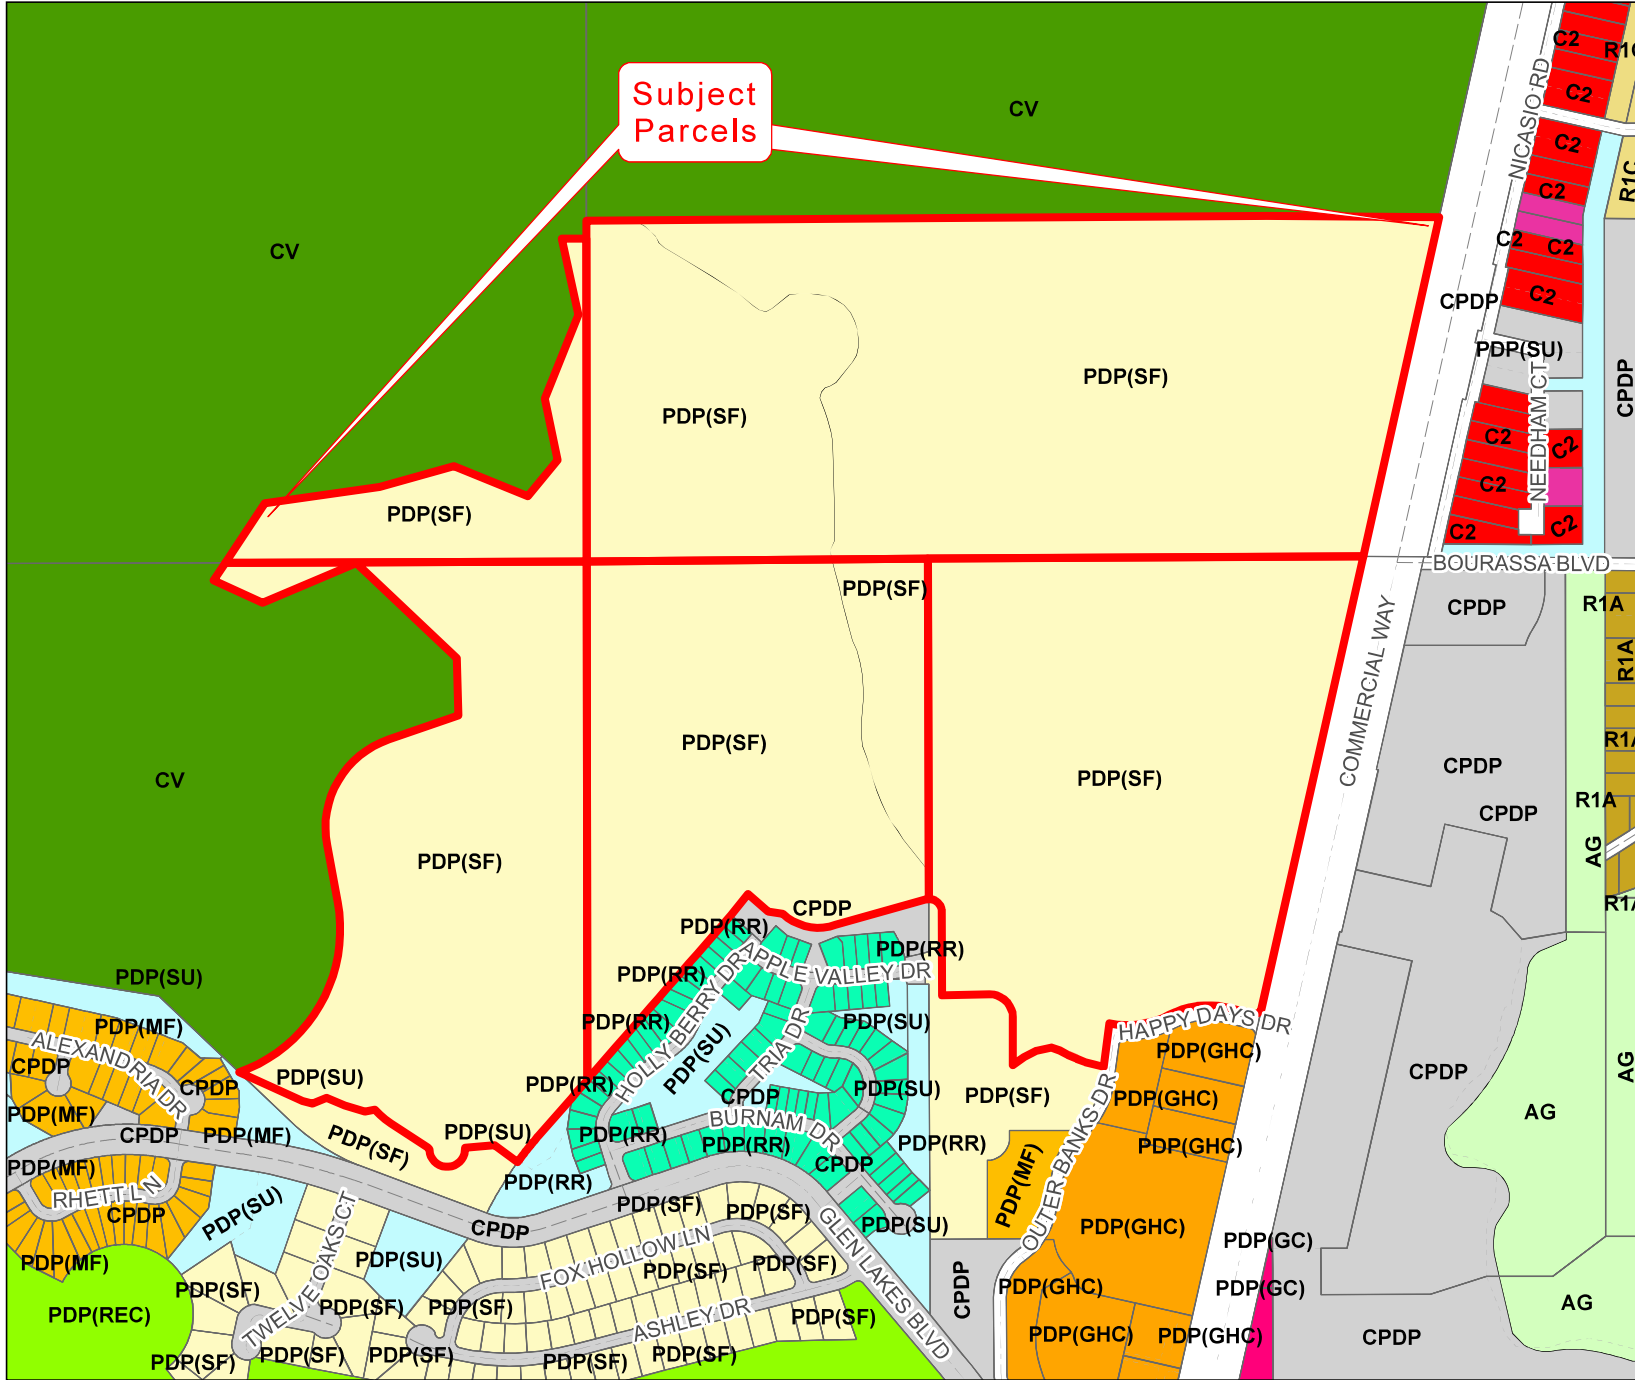 Subject
Parcels
CV
CV
CV
C2
R1C
C2
NICASIO RD
C2
C2
R1C
C2
C2
C2
CPDP
PDP(SU)
NEEDHAM CT
CPDP
C2
C2
C2
C2
C2
BOURASSA BLVD
PDP(SF)
PDP(SF)
PDP(SF)
PDP(SF)
PDP(SF)
PDP(SF)
PDP(SF)
COMMERCIAL WAY
CPDP
R1A
R1A
R1A
CPDP
CPDP
R1A
AG
R1A
CPDP
PDP(RR)
PDP(RR)
APPLE VALLEY DR
PDP(RR)
HOLLY BERRY DR
PDP(RR)
PDP(SU)
TRIA DR
PDP(SU)
PDP(SU)
PDP(RR)
CPDP
BURNAM DR
PDP(RR)
PDP(RR)
PDP(RR)
CPDP
PDP(RR)
PDP(SU)
PDP(SU)
PDP(MF)
ALEXANDRIA DR
CPDP
CPDP
PDP(MF)
CPDP
PDP(MF)
PDP(MF)
RHETT LN
CPDP
PDP(MF)
PDP(SU)
PDP(SU)
PDP(SU)
PDP(SF)
PDP(SU)
TWELVE OAKS CT
CPDP
PDP(SF)
PDP(SF)
FOX HOLLOW LN
PDP(SF)
PDP(SF)
PDP(SF)
PDP(SF)
PDP(SF)
PDP(REC)
PDP(SF)
PDP(SF)
PDP(SF)
PDP(SF)
PDP(SF)
ASHLEY DR
PDP(SF)
PDP(SF)
GLEN LAKES BLVD
HAPPY DAYS DR
PDP(GHC)
PDP(SF)
PDP(GHC)
PDP(GHC)
PDP(MF)
OUTER BANKS DR
PDP(GHC)
PDP(GHC)
PDP(GHC)
PDP(GHC)
CPDP
PDP(GC)
PDP(GC)
CPDP
CPDP
AG
AG
AG